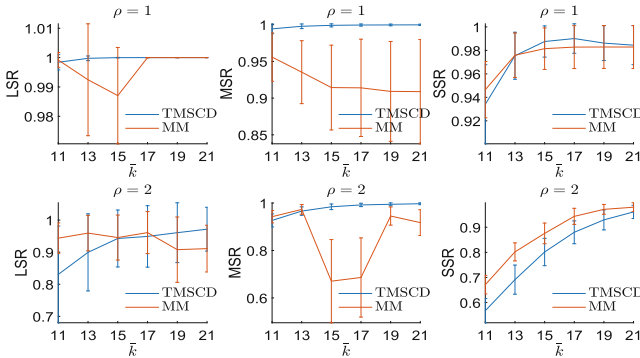 ρ = 1
ρ = 1
ρ = 1
1.01
1
0.99
0.98
LSR
TMSCD
MM
11 13 15 17 19 21
k̄
1
0.95
0.9
0.85
MSR
TMSCD
MM
11 13 15 17 19 21
k̄
0.98
0.96
0.94
0.92
SSR
TMSCD
MM
11 13 15 17 19 21
k̄
ρ = 2
ρ = 2
ρ = 2
1
0.9
0.8
0.7
LSR
TMSCD
MM
11 13 15 17 19 21
k̄
1
0.8
0.6
MSR
TMSCD
MM
11 13 15 17 19 21
k̄
0.9
0.8
0.7
0.6
SSR
TMSCD
MM
11 13 15 17 19 21
k̄